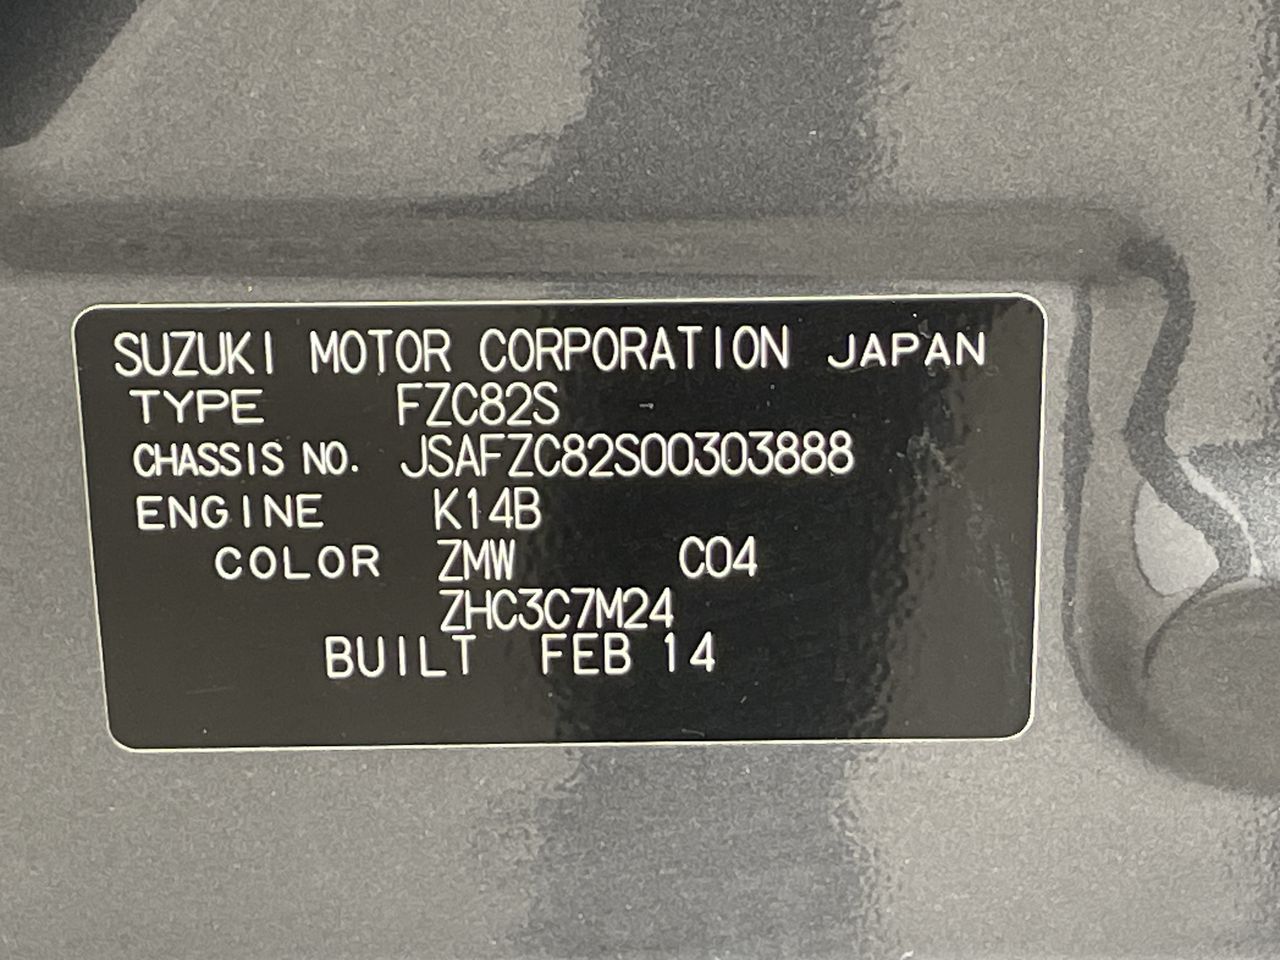 SUZUKI MOTOR CORPORATION JAPAN
TYPE FZC82S
CHASSIS NO. JSAFZC82S00303888
ENGINE K14B
COLOR ZMW C04
ZHC3C7M24
BUILT FEB 14